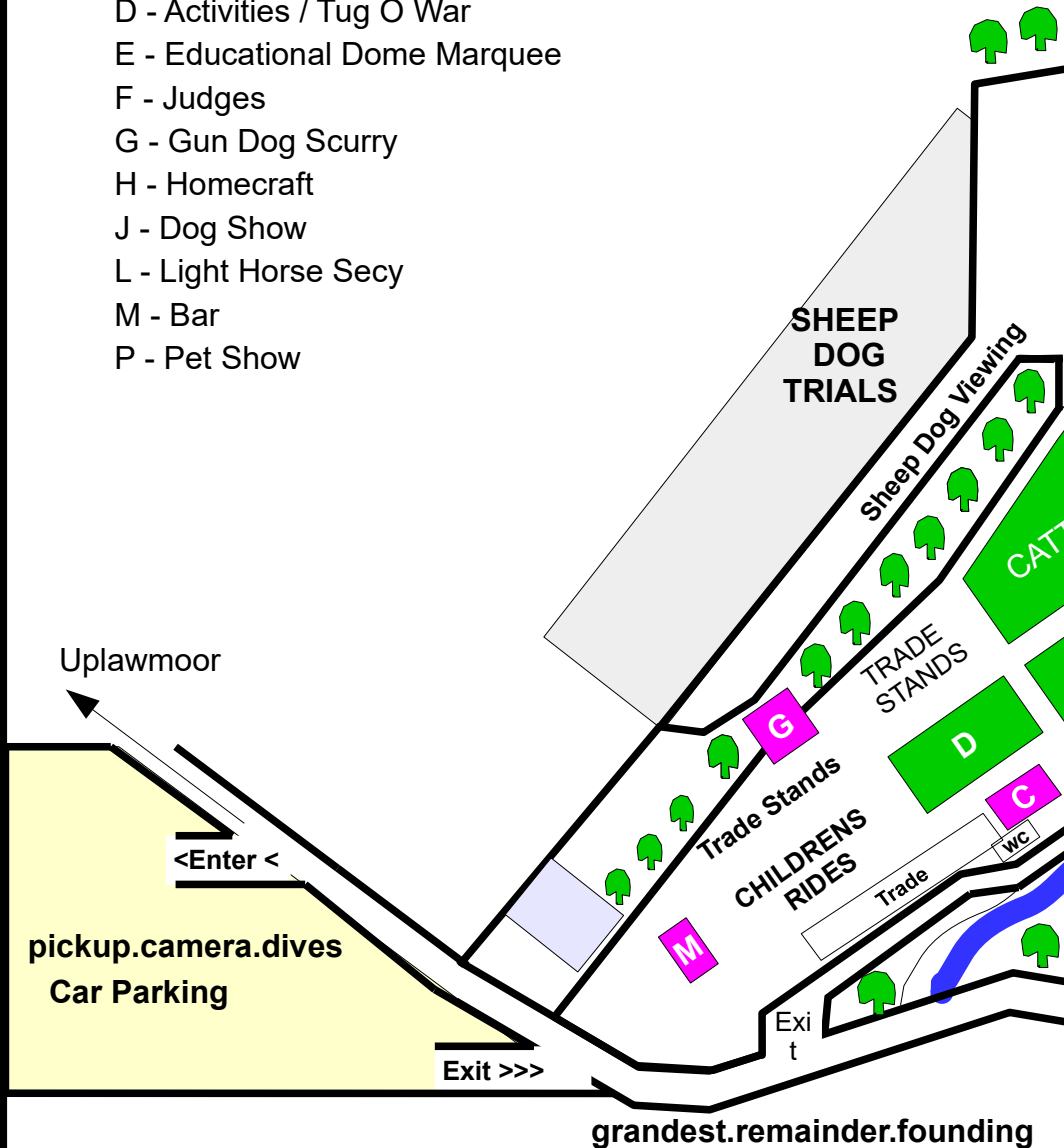 D - Activities / Tug O War
E - Educational Dome Marquee
F - Judges
G - Gun Dog Scurry
H - Homecraft
J - Dog Show
L - Light Horse Secy
M - Bar
P - Pet Show
SHEEP
DOG
TRIALS
Sheep Dog Viewing
CATT
TRADE
STANDS
Uplawmoor
G
D
C
wc
Trade Stands
CHILDRENS
RIDES
Trade
M
<Enter <
pickup.camera.dives
Car Parking
Exi
t
Exit >>>
grandest.remainder.founding